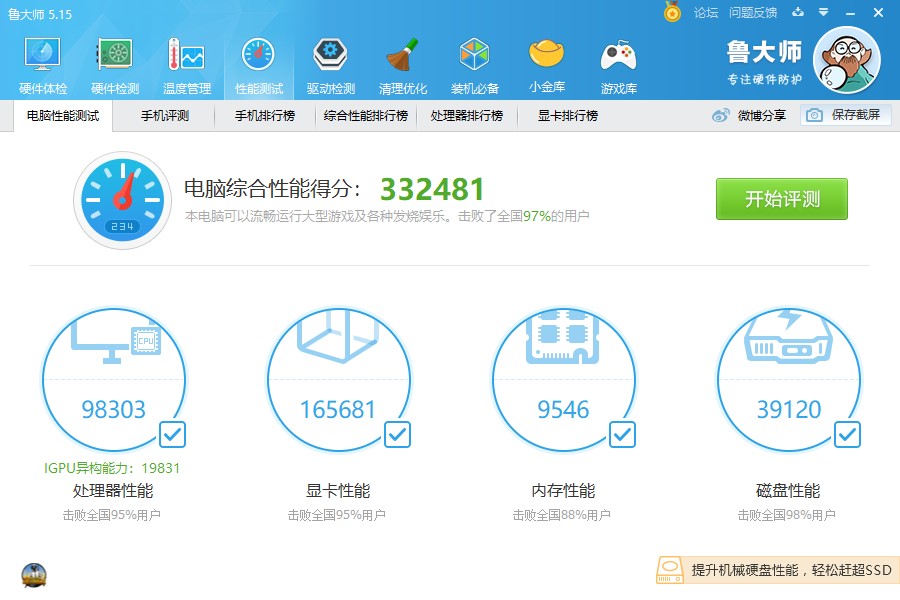 鲁大师 5.15
论坛 问题反馈
硬件体检 硬件检测 温度管理 性能测试 驱动检测 清理优化 装机必备 小金库 游戏库
鲁大师
专注硬件防护
电脑性能测试 手机评测 手机排行榜 综合性能排行榜 处理器排行榜 显卡排行榜 微博分享 保存截屏
电脑综合性能得分： 332481
本电脑可以流畅运行大型游戏及各种发烧娱乐。击败了全国97%的用户
开始评测
234
CPU
98303 165681 9546 39120
IGPU异构能力：19831
处理器性能 显卡性能 内存性能 磁盘性能
击败全国95%用户 击败全国95%用户 击败全国88%用户 击败全国98%用户
提升机械硬盘性能，轻松赶超SSD